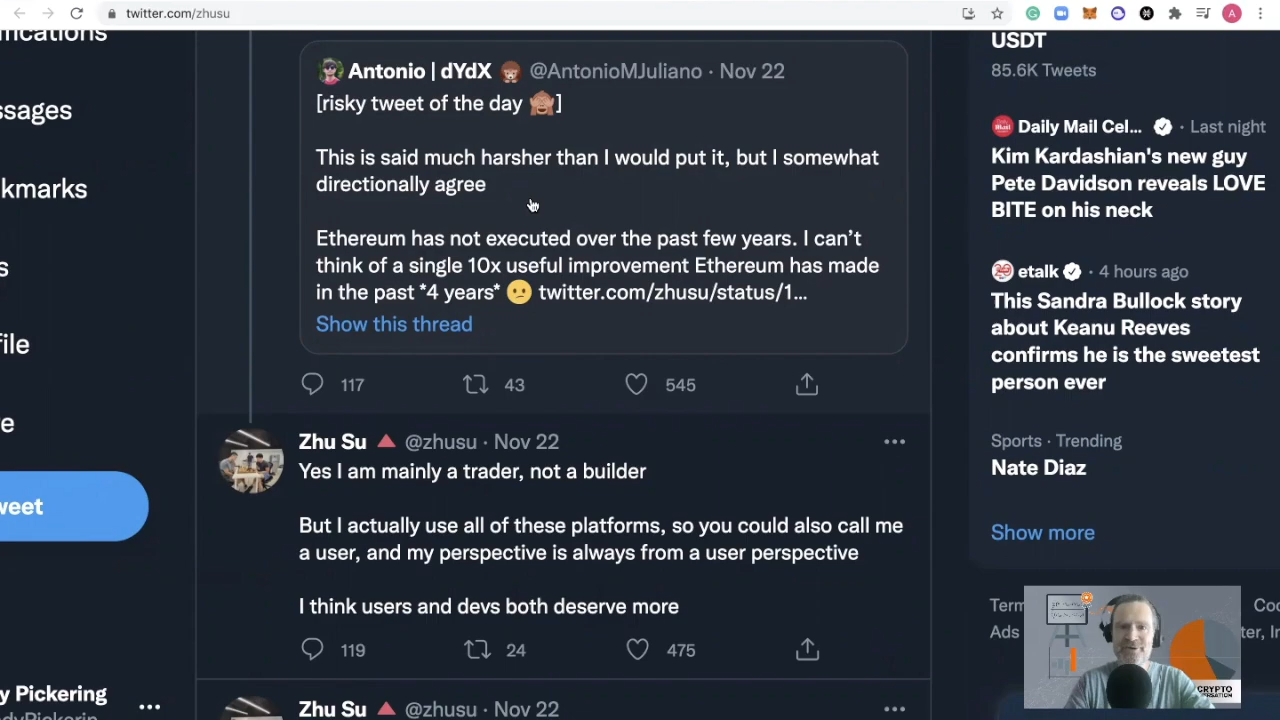 twitter.com/zhusu
A
ifications
ssages
kmarks
s
file
re
weet
y Pickering
Antonio | dYdX @AntonioMJuliano · Nov 22
[risky tweet of the day 🙈]
This is said much harsher than I would put it, but I somewhat
directionally agree
Ethereum has not executed over the past few years. I can’t
think of a single 10x useful improvement Ethereum has made
in the past *4 years* 😕 twitter.com/zhusu/status/1...
Show this thread
117 43 545
Zhu Su 🔺 @zhusu · Nov 22
Yes I am mainly a trader, not a builder
But I actually use all of these platforms, so you could also call me
a user, and my perspective is always from a user perspective
I think users and devs both deserve more
119 24 475
Zhu Su 🔺 @zhusu · Nov 22
USDT
85.6K Tweets
Daily Mail Cel... · Last night
Kim Kardashian's new guy
Pete Davidson reveals LOVE
BITE on his neck
etalk · 4 hours ago
This Sandra Bullock story
about Keanu Reeves
confirms he is the sweetest
person ever
Sports · Trending
Nate Diaz
Show more
Term
Coo
Ads
ter, In
CRYPTO